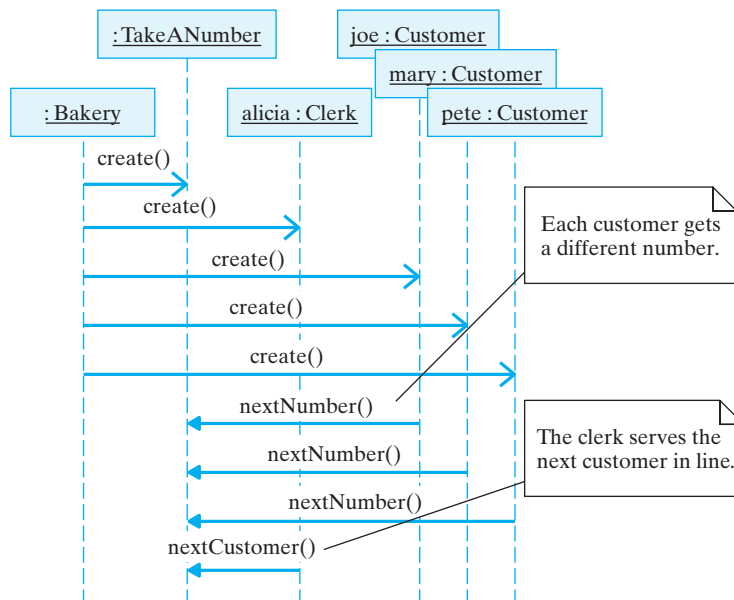 : TakeANumber
joe : Customer
mary : Customer
: Bakery
alicia : Clerk
pete : Customer
create()
create()
Each customer gets
a different number.
create()
create()
create()
nextNumber()
The clerk serves the
next customer in line.
nextNumber()
nextNumber()
nextCustomer()